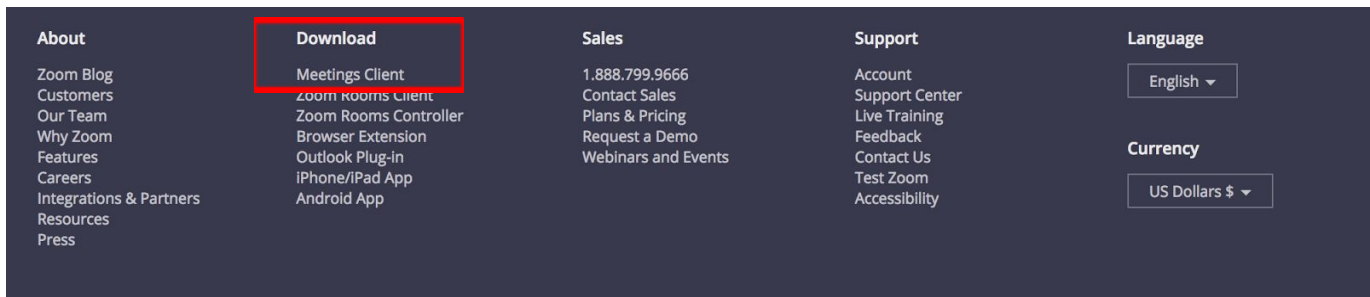 About
Zoom Blog
Customers
Our Team
Why Zoom
Features
Careers
Integrations & Partners
Resources
Press
Download
Meetings Client
Zoom Rooms Client
Zoom Rooms Controller
Browser Extension
Outlook Plug-in
iPhone/iPad App
Android App
Sales
1.888.799.9666
Contact Sales
Plans & Pricing
Request a Demo
Webinars and Events
Support
Account
Support Center
Live Training
Feedback
Contact Us
Test Zoom
Accessibility
Language
English
Currency
US Dollars $